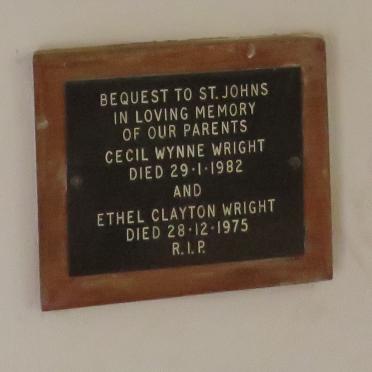 BEQUEST TO ST. JOHNS
IN LOVING MEMORY
OF OUR PARENTS
CECIL WYNNE WRIGHT
DIED 29·1·1982
AND
ETHEL CLAYTON WRIGHT
DIED 28·12·1975
R.I.P.